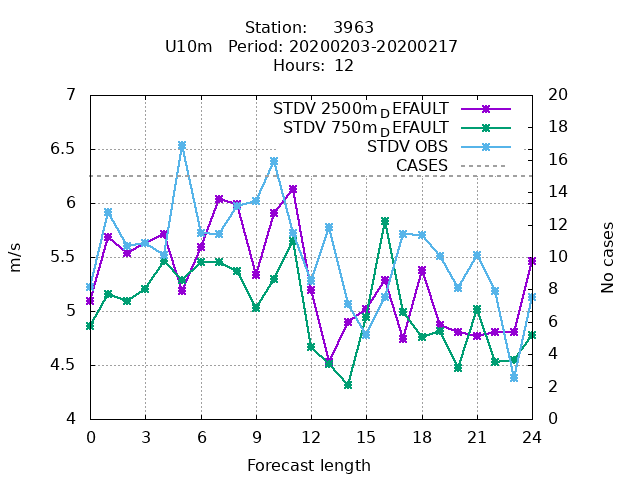 Station: 3963
U10m Period: 20200203-20200217
Hours: 12
7
6.5
6
5.5
5
4.5
4
20
18
16
14
12
10
8
6
4
2
0
STDV 2500m_DEFAULT
STDV 750m_DEFAULT
STDV OBS
CASES
m/s
No cases
0 3 6 9 12 15 18 21 24
Forecast length